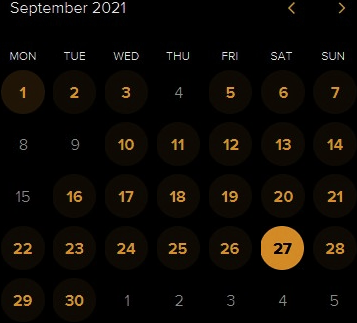 September 2021
MON TUE WED THU FRI SAT SUN
1 2 3 4 5 6 7
8 9 10 11 12 13 14
15 16 17 18 19 20 21
22 23 24 25 26 27 28
29 30 1 2 3 4 5